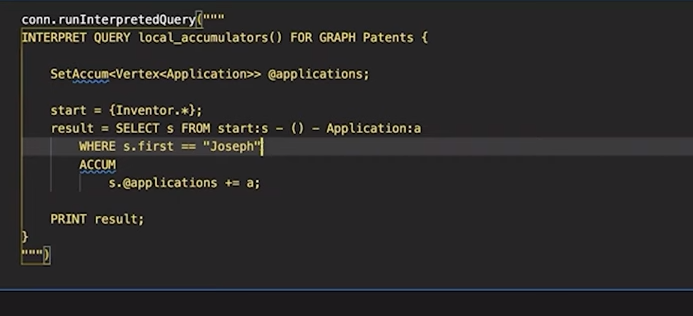 conn.runInterpretedQuery("""
INTERPRET QUERY local_accumulators() FOR GRAPH Patents {
SetAccum<Vertex<Application>> @applications;
start = {Inventor.*};
result = SELECT s FROM start:s - () - Application:a
WHERE s.first == "Joseph"
ACCUM
s.@applications += a;
PRINT result;
}
""")